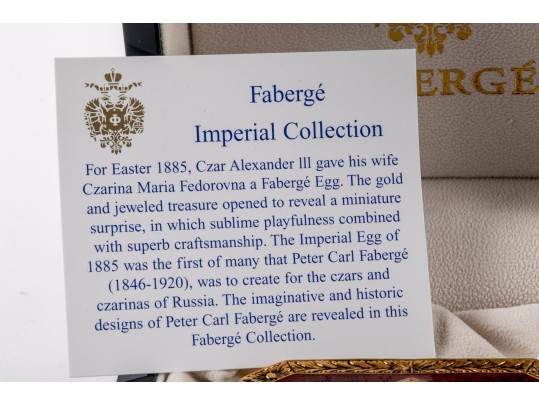 Fabergé
Imperial Collection
For Easter 1885, Czar Alexander lll gave his wife
Czarina Maria Fedorovna a Fabergé Egg. The gold
and jeweled treasure opened to reveal a miniature
surprise, in which sublime playfulness combined
with superb craftsmanship. The Imperial Egg of
1885 was the first of many that Peter Carl Fabergé
(1846-1920), was to create for the czars and
czarinas of Russia. The imaginative and historic
designs of Peter Carl Fabergé are revealed in this
Fabergé Collection.
BERGÉ